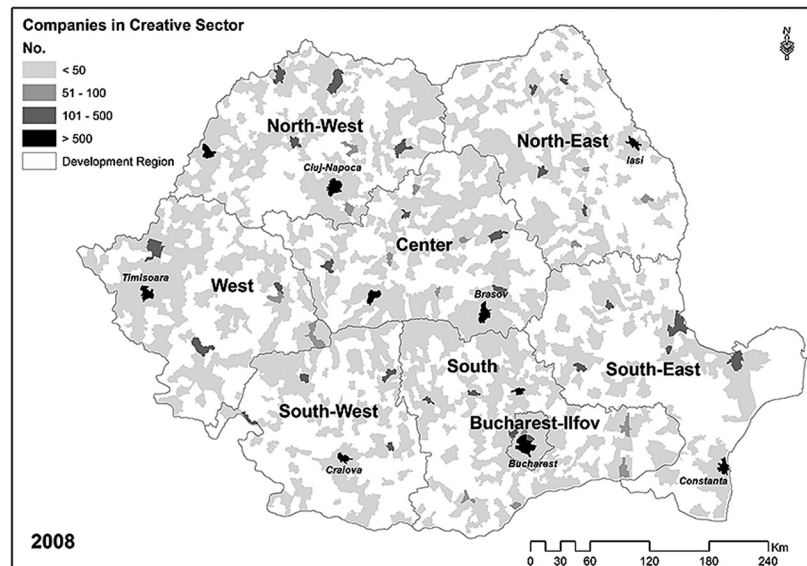 Companies in Creative Sector
No.
< 50
51 - 100
101 - 500
> 500
Development Region
N
North-West
North-East
Iasi
Cluj-Napoca
Center
Timisoara
West
Brasov
South
South-East
South-West
Bucharest-Ilfov
Craiova
Bucharest
Constanta
2008
Km
0 30 60 120 180 240